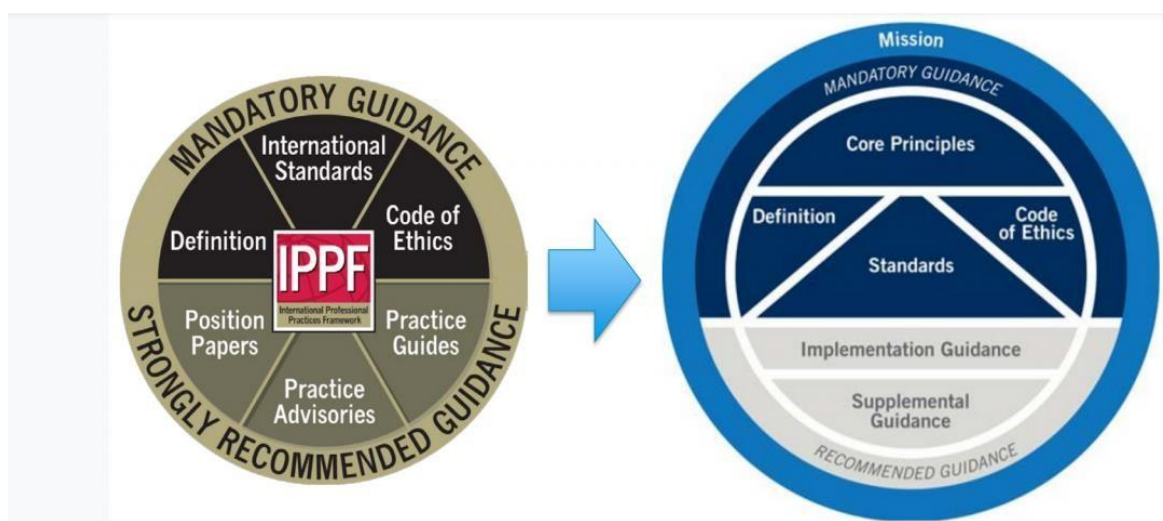 MANDATORY GUIDANCE
International
Standards
Definition
Code of
Ethics
IPPF
International Professional
Practices Framework
Position
Papers
Practice
Guides
Practice
Advisories
STRONGLY RECOMMENDED GUIDANCE
Mission
MANDATORY GUIDANCE
Core Principles
Definition
Code
of Ethics
Standards
Implementation Guidance
Supplemental
Guidance
RECOMMENDED GUIDANCE